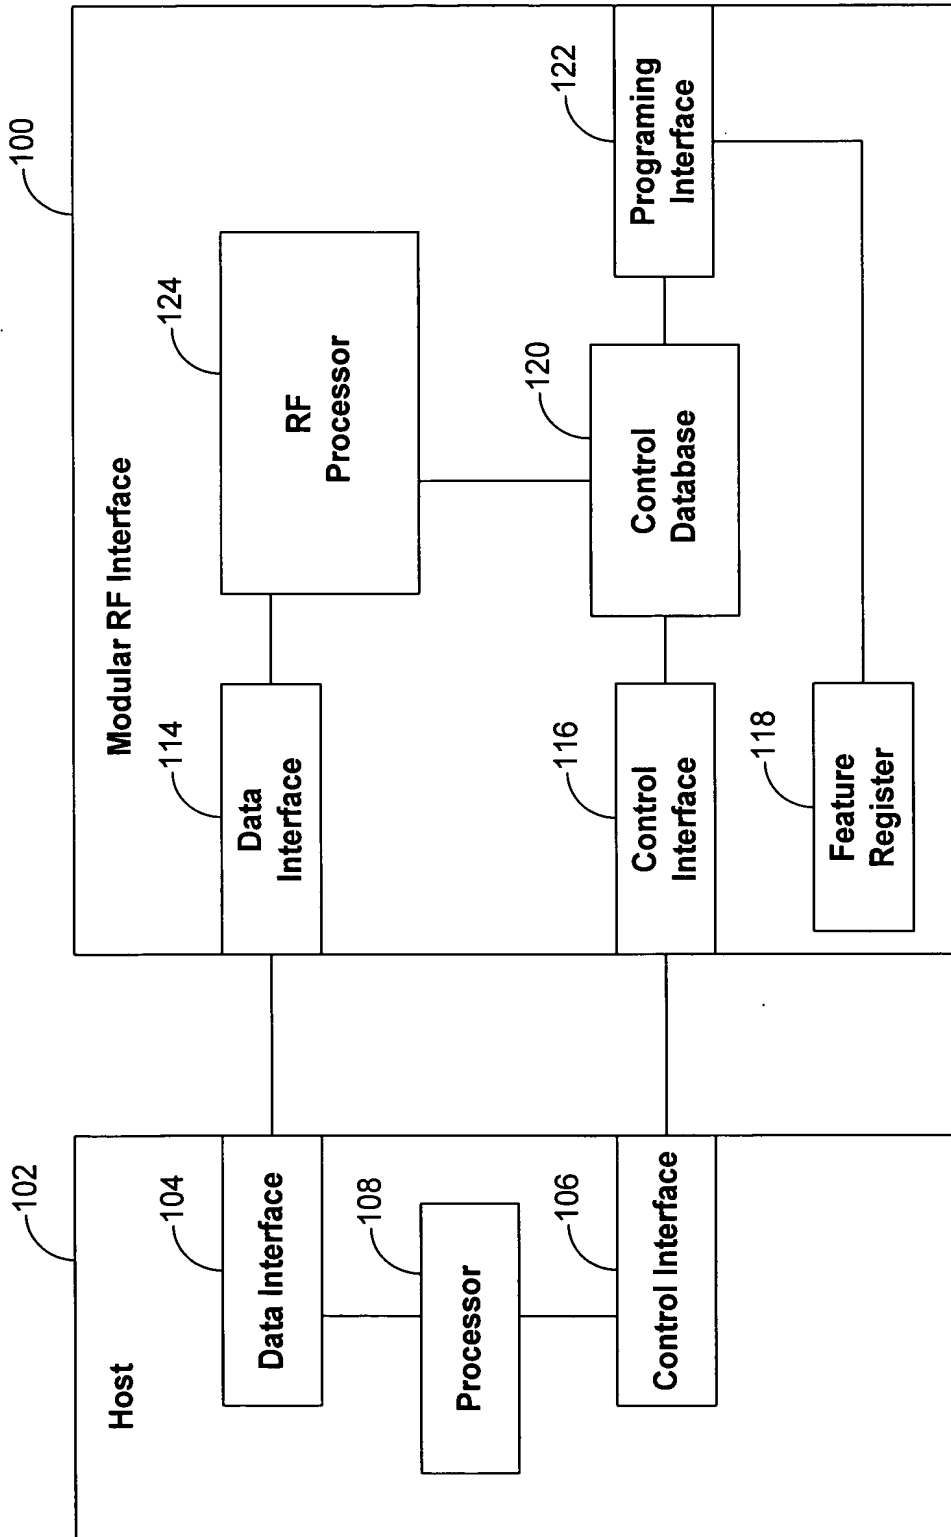 102
Host
104
Data Interface
108
Processor
106
Control Interface
100
Modular RF Interface
114
Data
Interface
124
RF
Processor
116
Control
Interface
120
Control
Database
122
Programing
Interface
118
Feature
Register